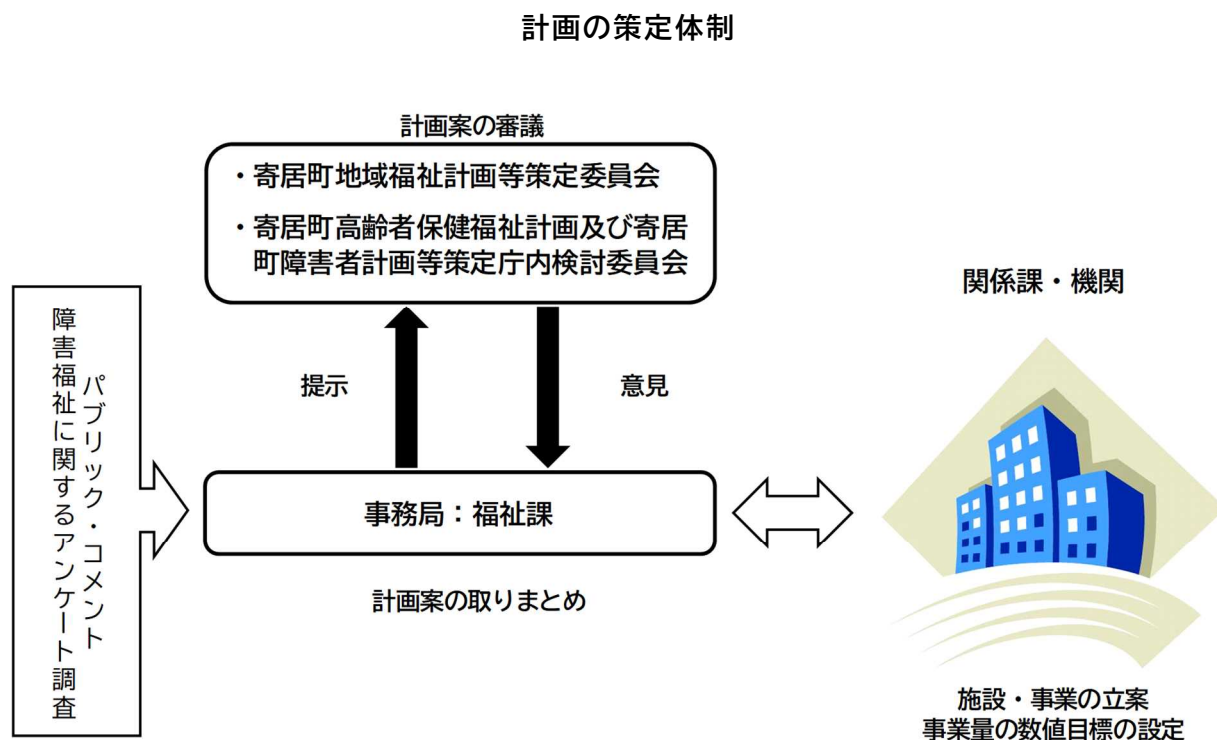 計画の策定体制
計画案の審議
・寄居町地域福祉計画等策定委員会
・寄居町高齢者保健福祉計画及び寄居
町障害者計画等策定庁内検討委員会
関係課・機関
パブリック・コメント
障害福祉に関するアンケート調査
提示
意見
事務局：福祉課
計画案の取りまとめ
施設・事業の立案
事業量の数値目標の設定